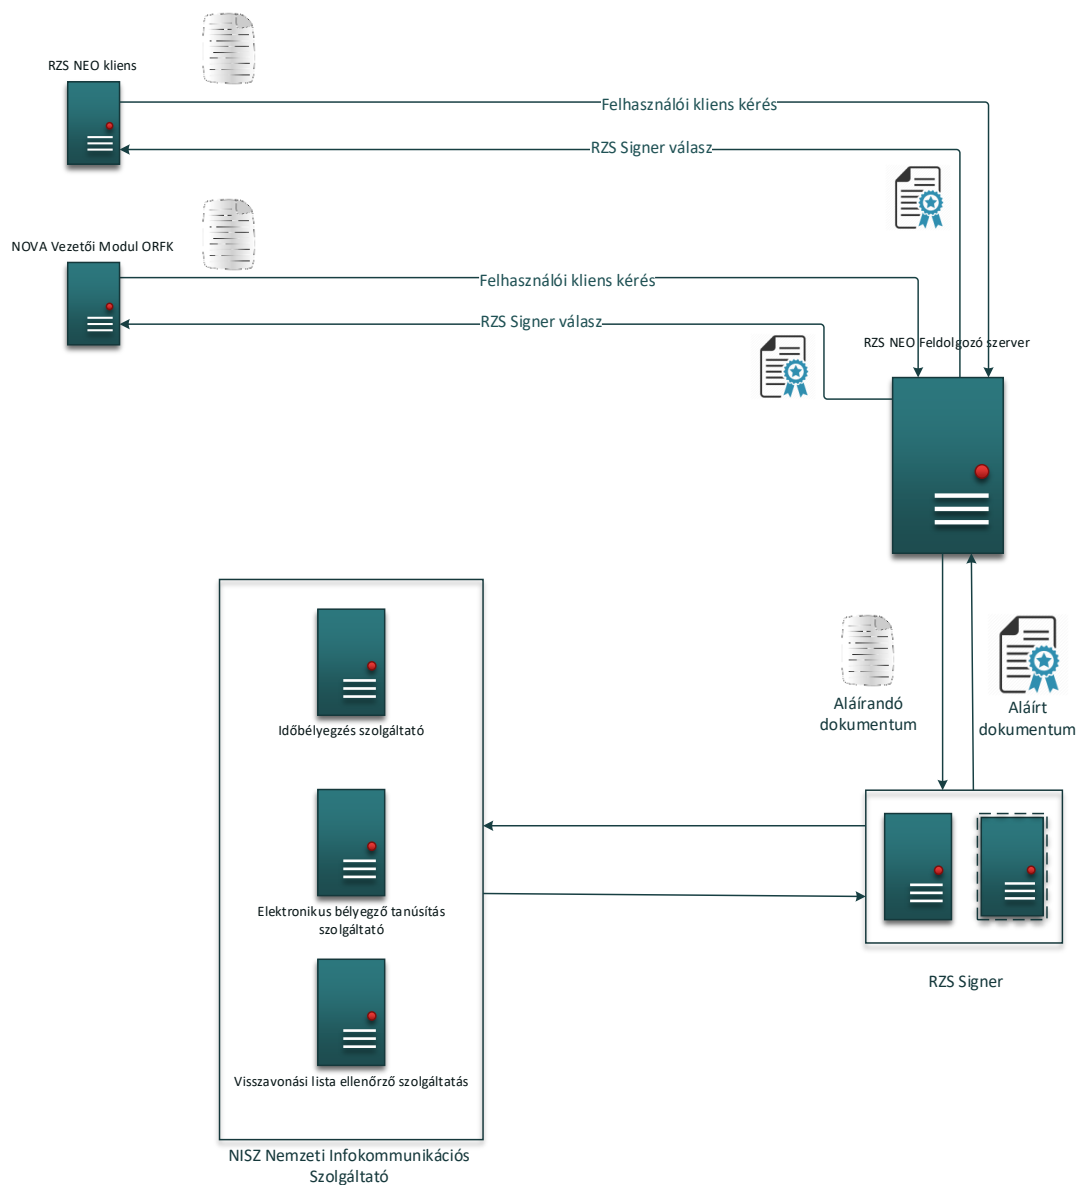 RZS NEO kliens
Felhasználói kliens kérés
RZS Signer válasz
NOVA Vezetői Modul ORFK
Felhasználói kliens kérés
RZS Signer válasz
RZS NEO Feldolgozó szerver
Aláírandó
dokumentum
Aláírt
dokumentum
Időbélyegzés szolgáltató
Elektronikus bélyegző tanúsítás
szolgáltató
RZS Signer
Visszavonási lista ellenőrző szolgáltatás
NISZ Nemzeti Infokommunikációs
Szolgáltató